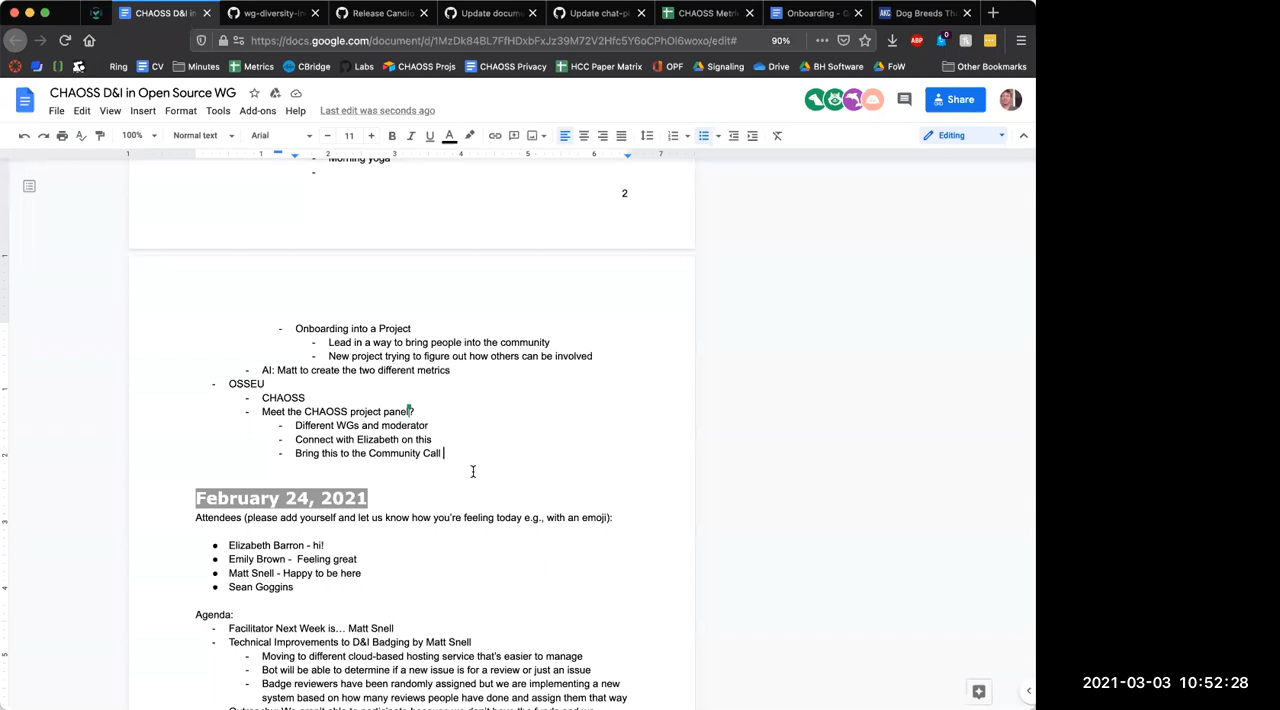 CHAOSS D&I in
wg-diversity-in
Release Candid
Update docum
Update chat-pl
CHAOSS Metri
Onboarding - G
Dog Breeds Th
https://docs.google.com/document/d/1MzDk84BL7FfHDxbFxJz39M72V2Hfc5Y6oCPhOl6woxo/edit#
90%
ABP
0
Ring
CV
Minutes
Metrics
CBridge
Labs
CHAOSS Projs
CHAOSS Privacy
HCC Paper Matrix
OPF
Signaling
Drive
BH Software
FoW
Other Bookmarks
CHAOSS D&I in Open Source WG
File Edit View Insert Format Tools Add-ons Help Last edit was seconds ago
Share
100% Normal text Arial 11 B I U A Editing
1 1 2 3 4 5 6 7
- Morning yoga
-
2
- Onboarding into a Project
- Lead in a way to bring people into the community
- New project trying to figure out how others can be involved
- AI: Matt to create the two different metrics
- OSSEU
- CHAOSS
- Meet the CHAOSS project panel?
- Different WGs and moderator
- Connect with Elizabeth on this
- Bring this to the Community Call
February 24, 2021
Attendees (please add yourself and let us know how you're feeling today e.g., with an emoji):
● Elizabeth Barron - hi!
● Emily Brown - Feeling great
● Matt Snell - Happy to be here
● Sean Goggins
Agenda:
- Facilitator Next Week is… Matt Snell
- Technical Improvements to D&I Badging by Matt Snell
- Moving to different cloud-based hosting service that's easier to manage
- Bot will be able to determine if a new issue is for a review or just an issue
- Badge reviewers have been randomly assigned but we are implementing a new
system based on how many reviews people have done and assign them that way
2021-03-03 10:52:28